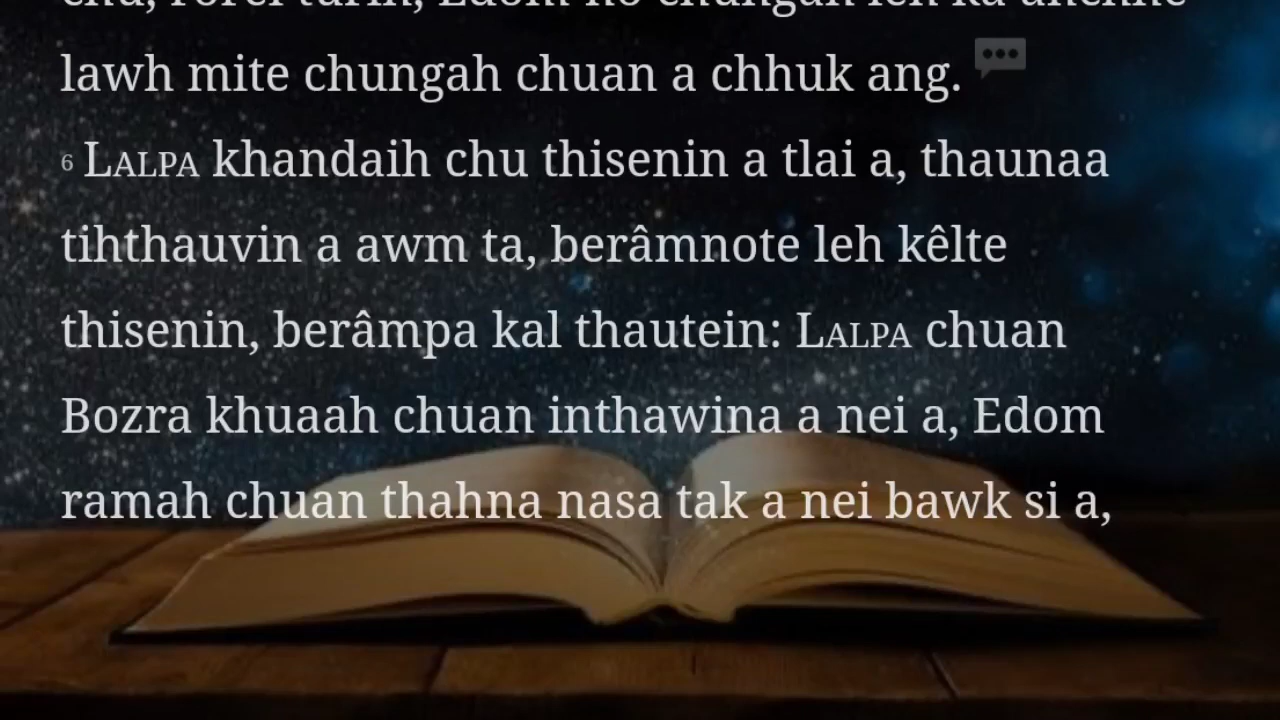 lawh mite chungah chuan a chhuk ang.
6 LALPA khandaih chu thisenin a tlai a, thaunaa
tihthauvin a awm ta, berâmnote leh kêlte
thisenin, berâmpa kal thautein: LALPA chuan
Bozra khuaah chuan inthawina a nei a, Edom
ramah chuan thahna nasa tak a nei bawk si a,